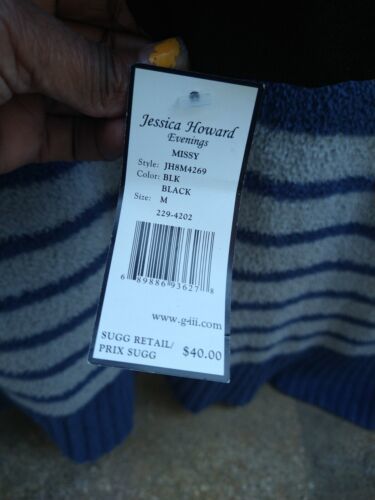 Jessica Howard
Evenings
MISSY
Style: JH8M4269
Color: BLK
BLACK
Size: M
229-4202
6 89886 93627 8
www.g-iii.com
SUGG RETAIL/
PRIX SUGG $40.00